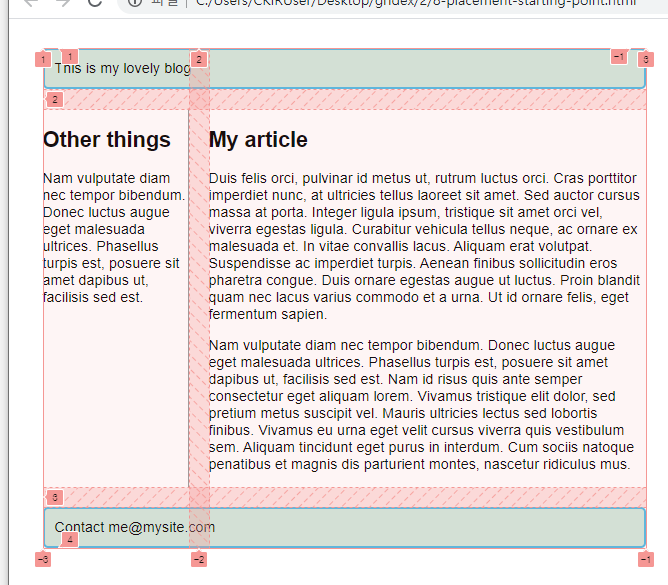 파일 | C:/Users/CKIRUser/Desktop/gridex/2/8-placement-starting-point.html
1 1 2 -1 3
This is my lovely blog
2
Other things
Nam vulputate diam
nec tempor bibendum.
Donec luctus augue
eget malesuada
ultrices. Phasellus
turpis est, posuere sit
amet dapibus ut,
facilisis sed est.
My article
Duis felis orci, pulvinar id metus ut, rutrum luctus orci. Cras porttitor
imperdiet nunc, at ultricies tellus laoreet sit amet. Sed auctor cursus
massa at porta. Integer ligula ipsum, tristique sit amet orci vel,
viverra egestas ligula. Curabitur vehicula tellus neque, ac ornare ex
malesuada et. In vitae convallis lacus. Aliquam erat volutpat.
Suspendisse ac imperdiet turpis. Aenean finibus sollicitudin eros
pharetra congue. Duis ornare egestas augue ut luctus. Proin blandit
quam nec lacus varius commodo et a urna. Ut id ornare felis, eget
fermentum sapien.
Nam vulputate diam nec tempor bibendum. Donec luctus augue
eget malesuada ultrices. Phasellus turpis est, posuere sit amet
dapibus ut, facilisis sed est. Nam id risus quis ante semper
consectetur eget aliquam lorem. Vivamus tristique elit dolor, sed
pretium metus suscipit vel. Mauris ultricies lectus sed lobortis
finibus. Vivamus eu urna eget velit cursus viverra quis vestibulum
sem. Aliquam tincidunt eget purus in interdum. Cum sociis natoque
penatibus et magnis dis parturient montes, nascetur ridiculus mus.
3
Contact me@mysite.com
4
-3 -2 -1